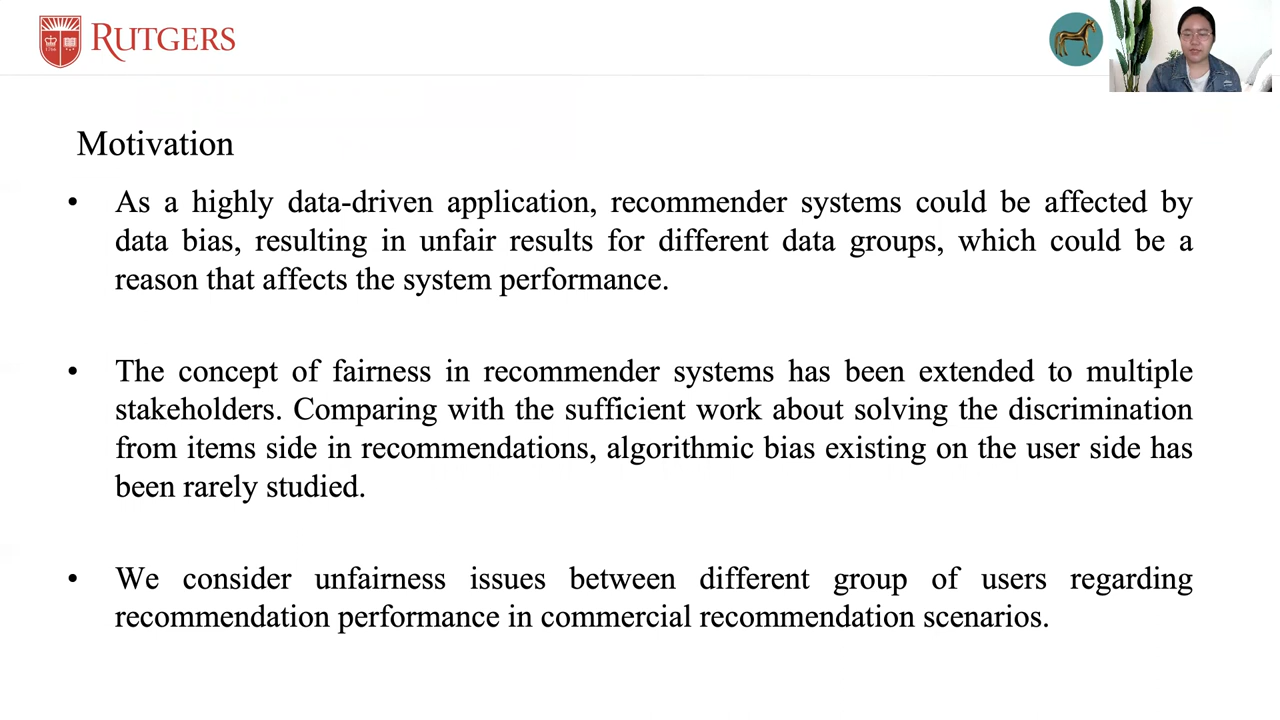 RUTGERS
Motivation
• As a highly data-driven application, recommender systems could be affected by
data bias, resulting in unfair results for different data groups, which could be a
reason that affects the system performance.
• The concept of fairness in recommender systems has been extended to multiple
stakeholders. Comparing with the sufficient work about solving the discrimination
from items side in recommendations, algorithmic bias existing on the user side has
been rarely studied.
• We consider unfairness issues between different group of users regarding
recommendation performance in commercial recommendation scenarios.